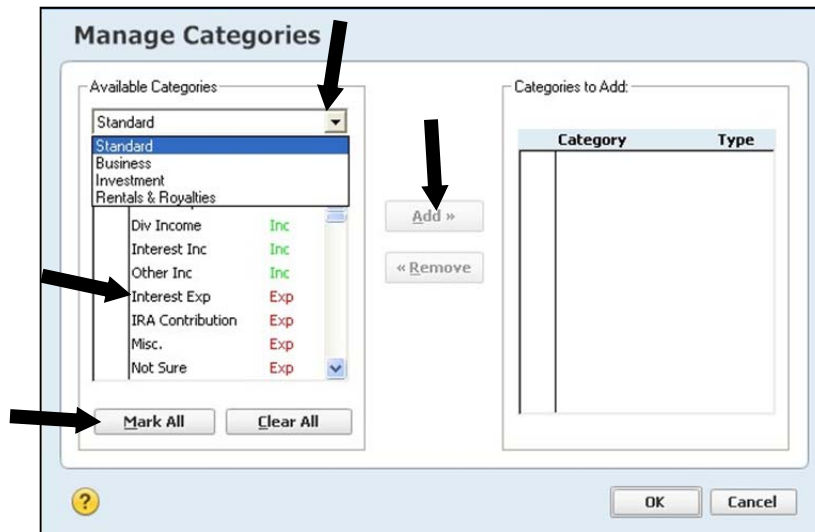 Manage Categories
Available Categories
Standard
Standard
Business
Investment
Rentals & Royalties
Div Income Inc
Interest Inc Inc
Other Inc Inc
Interest Exp Exp
IRA Contribution Exp
Misc. Exp
Not Sure Exp
Mark All Clear All
Add »
« Remove
Categories to Add:
Category Type
?
OK Cancel